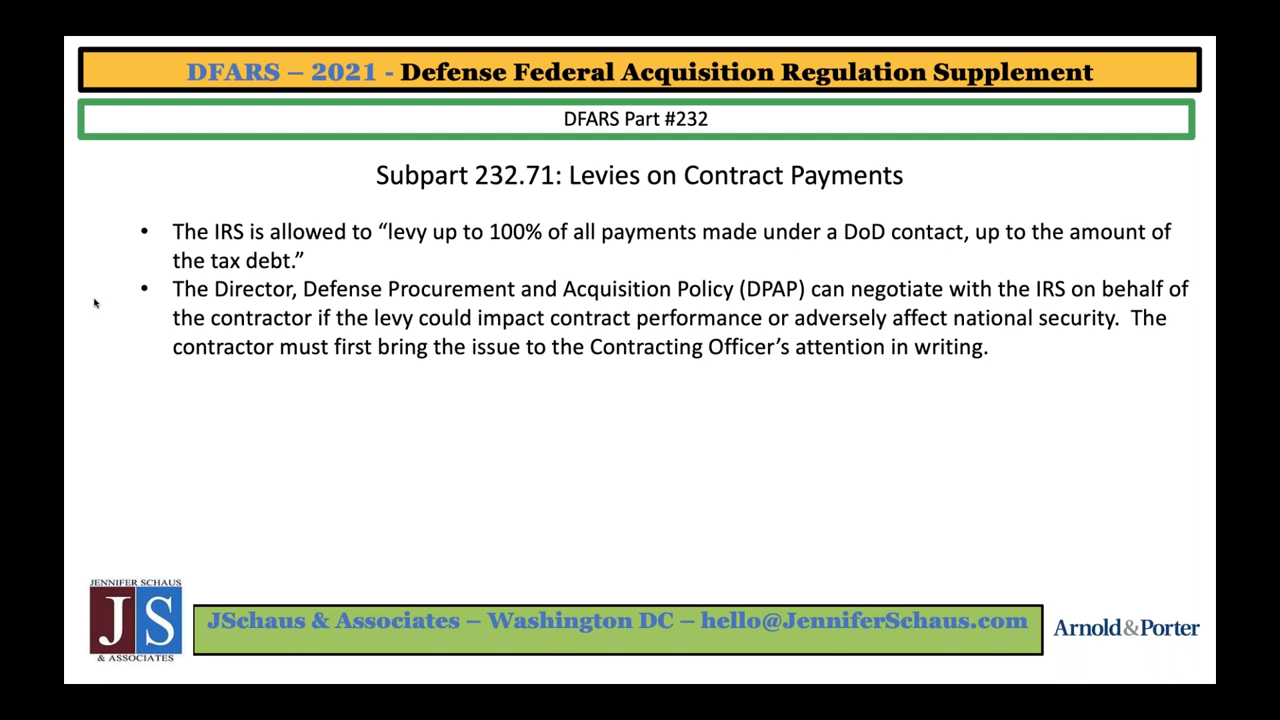 DFARS – 2021 - Defense Federal Acquisition Regulation Supplement
DFARS Part #232
Subpart 232.71: Levies on Contract Payments
• The IRS is allowed to “levy up to 100% of all payments made under a DoD contact, up to the amount of
the tax debt.”
• The Director, Defense Procurement and Acquisition Policy (DPAP) can negotiate with the IRS on behalf of
the contractor if the levy could impact contract performance or adversely affect national security. The
contractor must first bring the issue to the Contracting Officer’s attention in writing.
JENNIFER SCHAUS
JS
& ASSOCIATES
JSchaus & Associates – Washington DC – hello@JenniferSchaus.com
Arnold&Porter